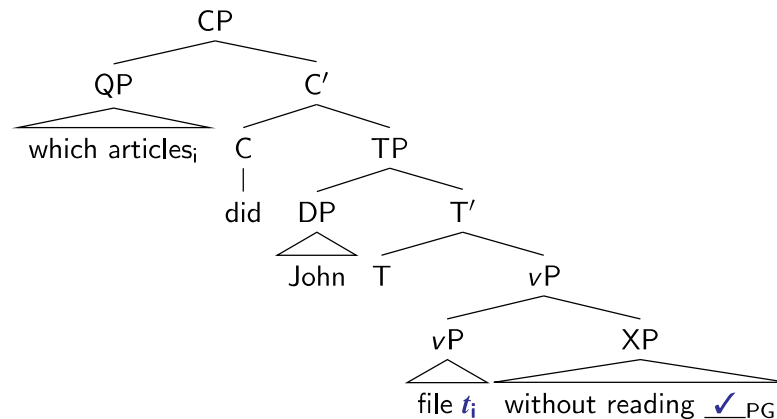 CP
QP C′
which articlesᵢ C TP
did DP T′
John T vP
vP XP
file tᵢ without reading ✓PG